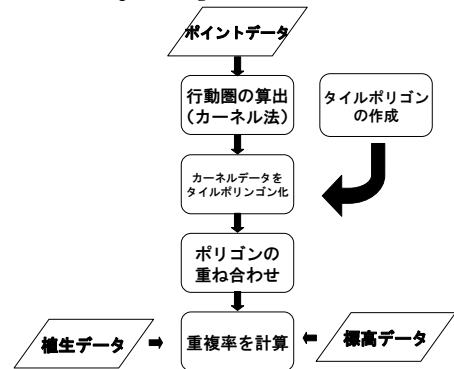 ポイントデータ
行動圏の算出
（カーネル法）
タイルポリゴン
の作成
カーネルデータを
タイルポリンゴン化
ポリゴンの
重ね合わせ
植生データ
重複率を計算
標高データ